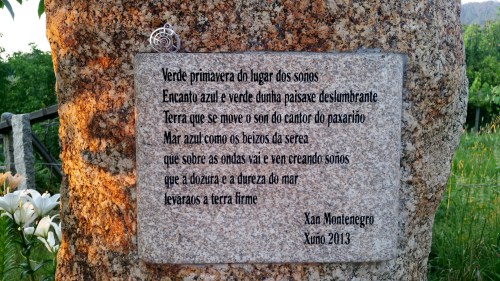 Verde primavera do lugar dos sonos
Encanto azul e verde dunha paisaxe deslumbrante
Terra que se move o son do cantor do paxariño
Mar azul como os beizos da serea
que sobre as ondas vai e ven creando soños
que a dozura e a dureza do mar
levaraos a terra firme
Xan Montenegro
Xuño 2013